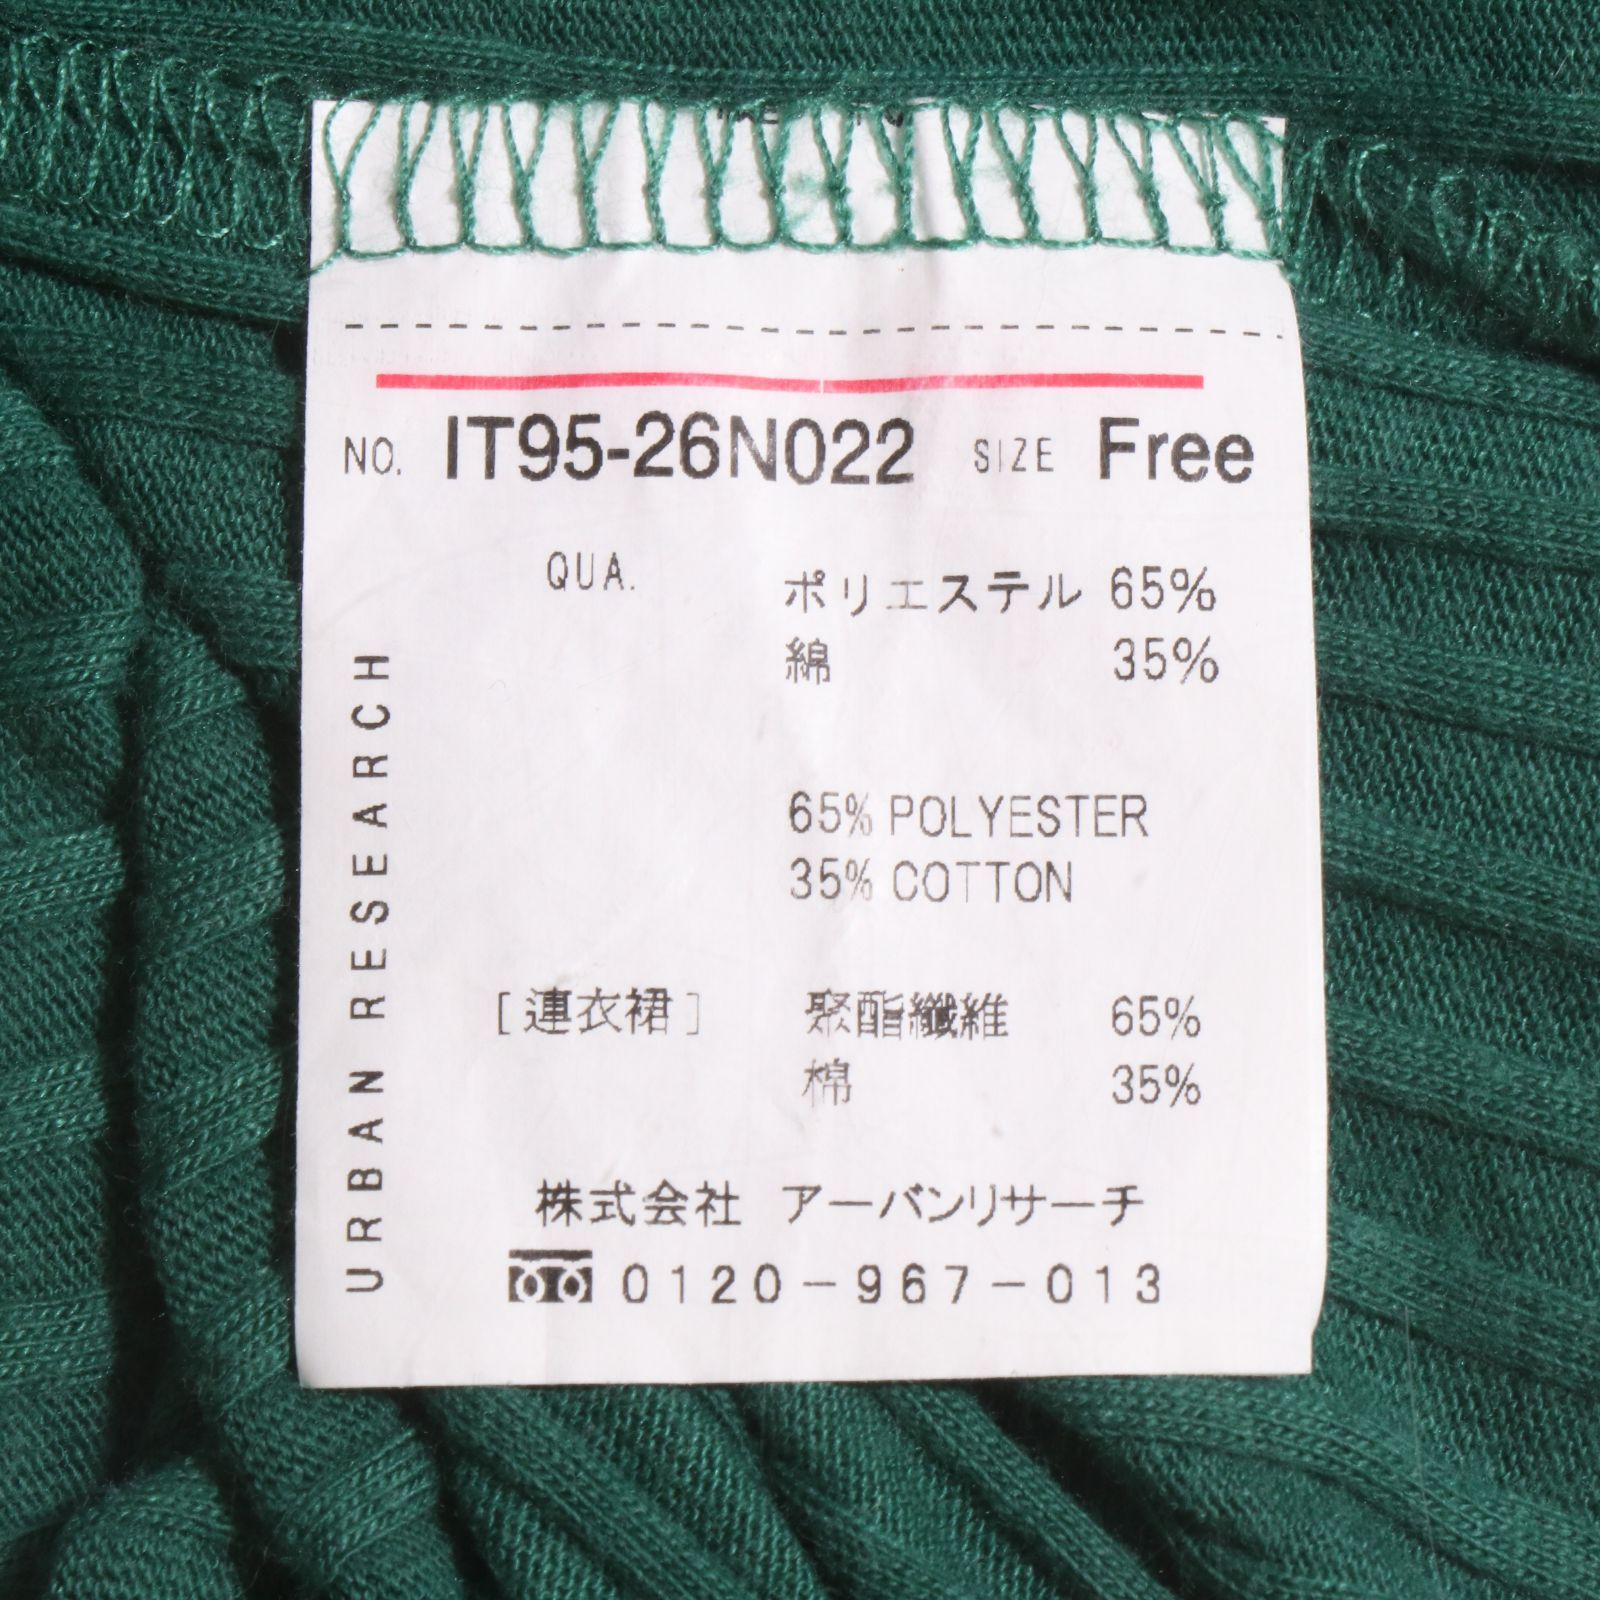 NO. IT95-26N022 SIZE Free
QUA. ポリエステル 65%
綿 35%
65% POLYESTER
35% COTTON
[連衣裙] 聚酯纖維 65%
棉 35%
株式会社 アーバンリサーチ
0120-967-013
URBAN RESEARCH